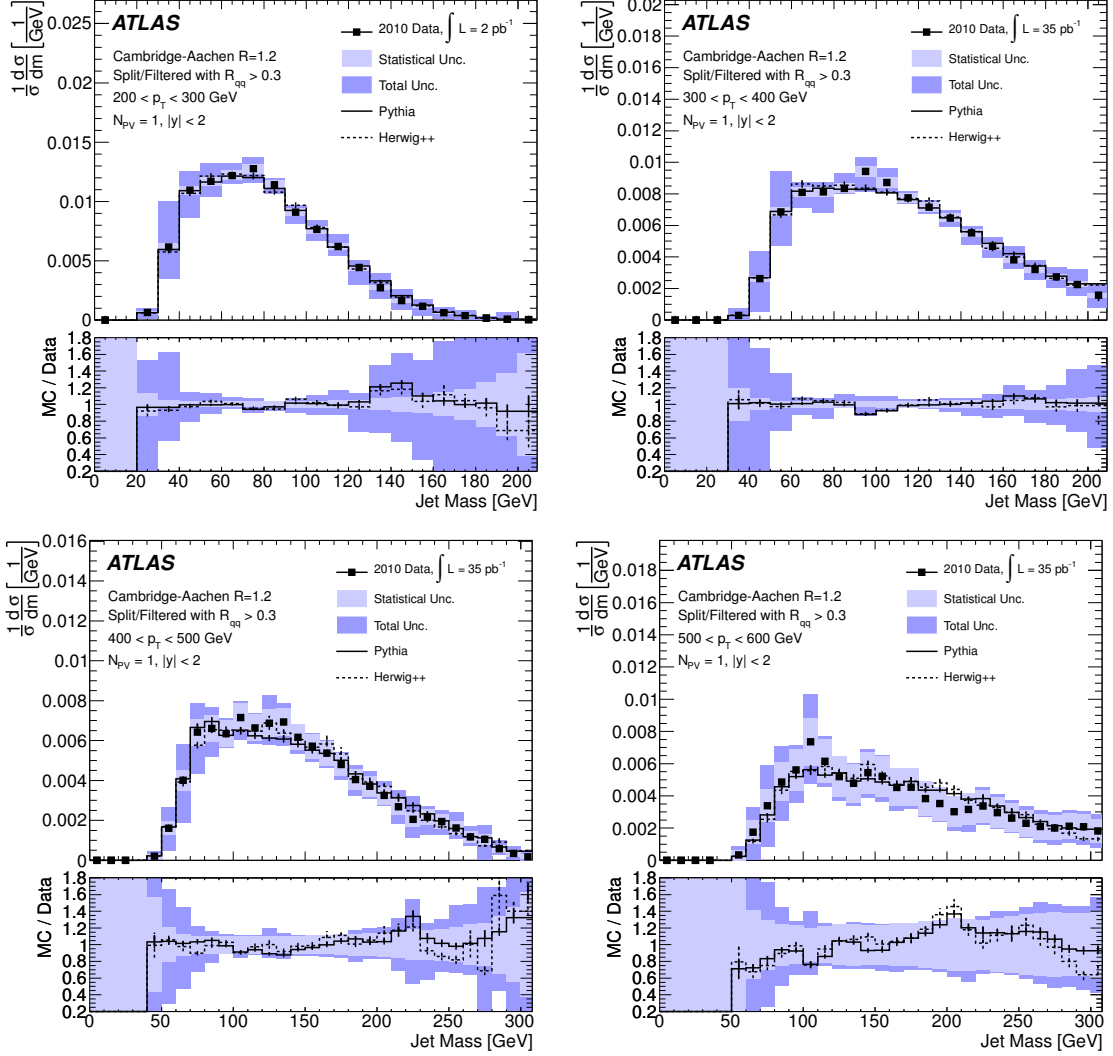 ATLAS
Cambridge-Aachen R=1.2
Split/Filtered with R_qq > 0.3
200 < p_T < 300 GeV
N_PV = 1, |y| < 2
2010 Data, ∫ L = 2 pb⁻¹
Statistical Unc.
Total Unc.
Pythia
Herwig++
1/σ dσ/dm [1/GeV]
0.025
0.02
0.015
0.01
0.005
0
MC / Data
1.8
1.6
1.4
1.2
1
0.8
0.6
0.4
0.2
0 20 40 60 80 100 120 140 160 180 200
Jet Mass [GeV]
ATLAS
Cambridge-Aachen R=1.2
Split/Filtered with R_qq > 0.3
300 < p_T < 400 GeV
N_PV = 1, |y| < 2
2010 Data, ∫ L = 35 pb⁻¹
Statistical Unc.
Total Unc.
Pythia
Herwig++
1/σ dσ/dm [1/GeV]
0.02
0.018
0.016
0.014
0.012
0.01
0.008
0.006
0.004
0.002
0
MC / Data
1.8
1.6
1.4
1.2
1
0.8
0.6
0.4
0.2
0 20 40 60 80 100 120 140 160 180 200
Jet Mass [GeV]
ATLAS
Cambridge-Aachen R=1.2
Split/Filtered with R_qq > 0.3
400 < p_T < 500 GeV
N_PV = 1, |y| < 2
2010 Data, ∫ L = 35 pb⁻¹
Statistical Unc.
Total Unc.
Pythia
Herwig++
1/σ dσ/dm [1/GeV]
0.016
0.014
0.012
0.01
0.008
0.006
0.004
0.002
0
MC / Data
1.8
1.6
1.4
1.2
1
0.8
0.6
0.4
0.2
0 50 100 150 200 250 300
Jet Mass [GeV]
ATLAS
Cambridge-Aachen R=1.2
Split/Filtered with R_qq > 0.3
500 < p_T < 600 GeV
N_PV = 1, |y| < 2
2010 Data, ∫ L = 35 pb⁻¹
Statistical Unc.
Total Unc.
Pythia
Herwig++
1/σ dσ/dm [1/GeV]
0.018
0.016
0.014
0.012
0.01
0.008
0.006
0.004
0.002
0
MC / Data
1.8
1.6
1.4
1.2
1
0.8
0.6
0.4
0.2
0 50 100 150 200 250 300
Jet Mass [GeV]